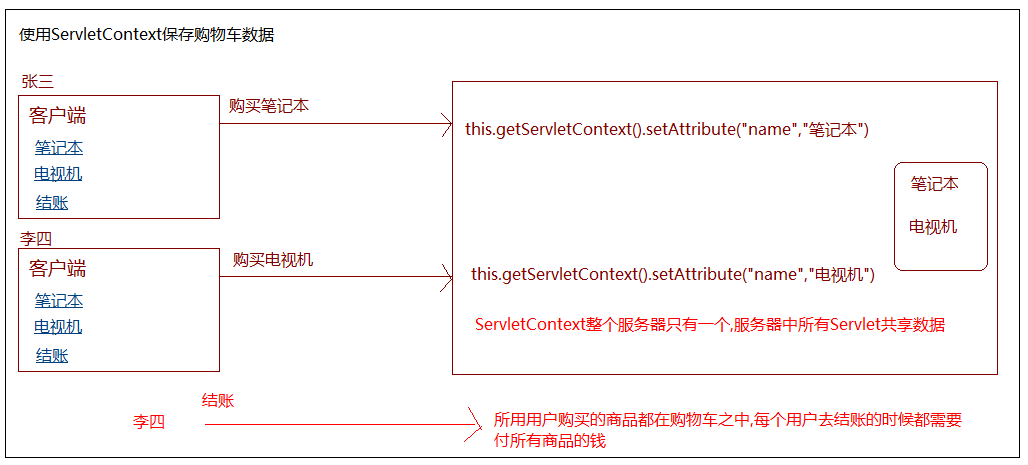 使用ServletContext保存购物车数据
张三
客户端
笔记本
电视机
结账
购买笔记本
this.getServletContext().setAttribute("name","笔记本")
笔记本
电视机
李四
客户端
笔记本
电视机
结账
购买电视机
this.getServletContext().setAttribute("name","电视机")
ServletContext整个服务器只有一个,服务器中所有Servlet共享数据
李四
结账
所用用户购买的商品都在购物车之中,每个用户去结账的时候都需要
付所有商品的钱